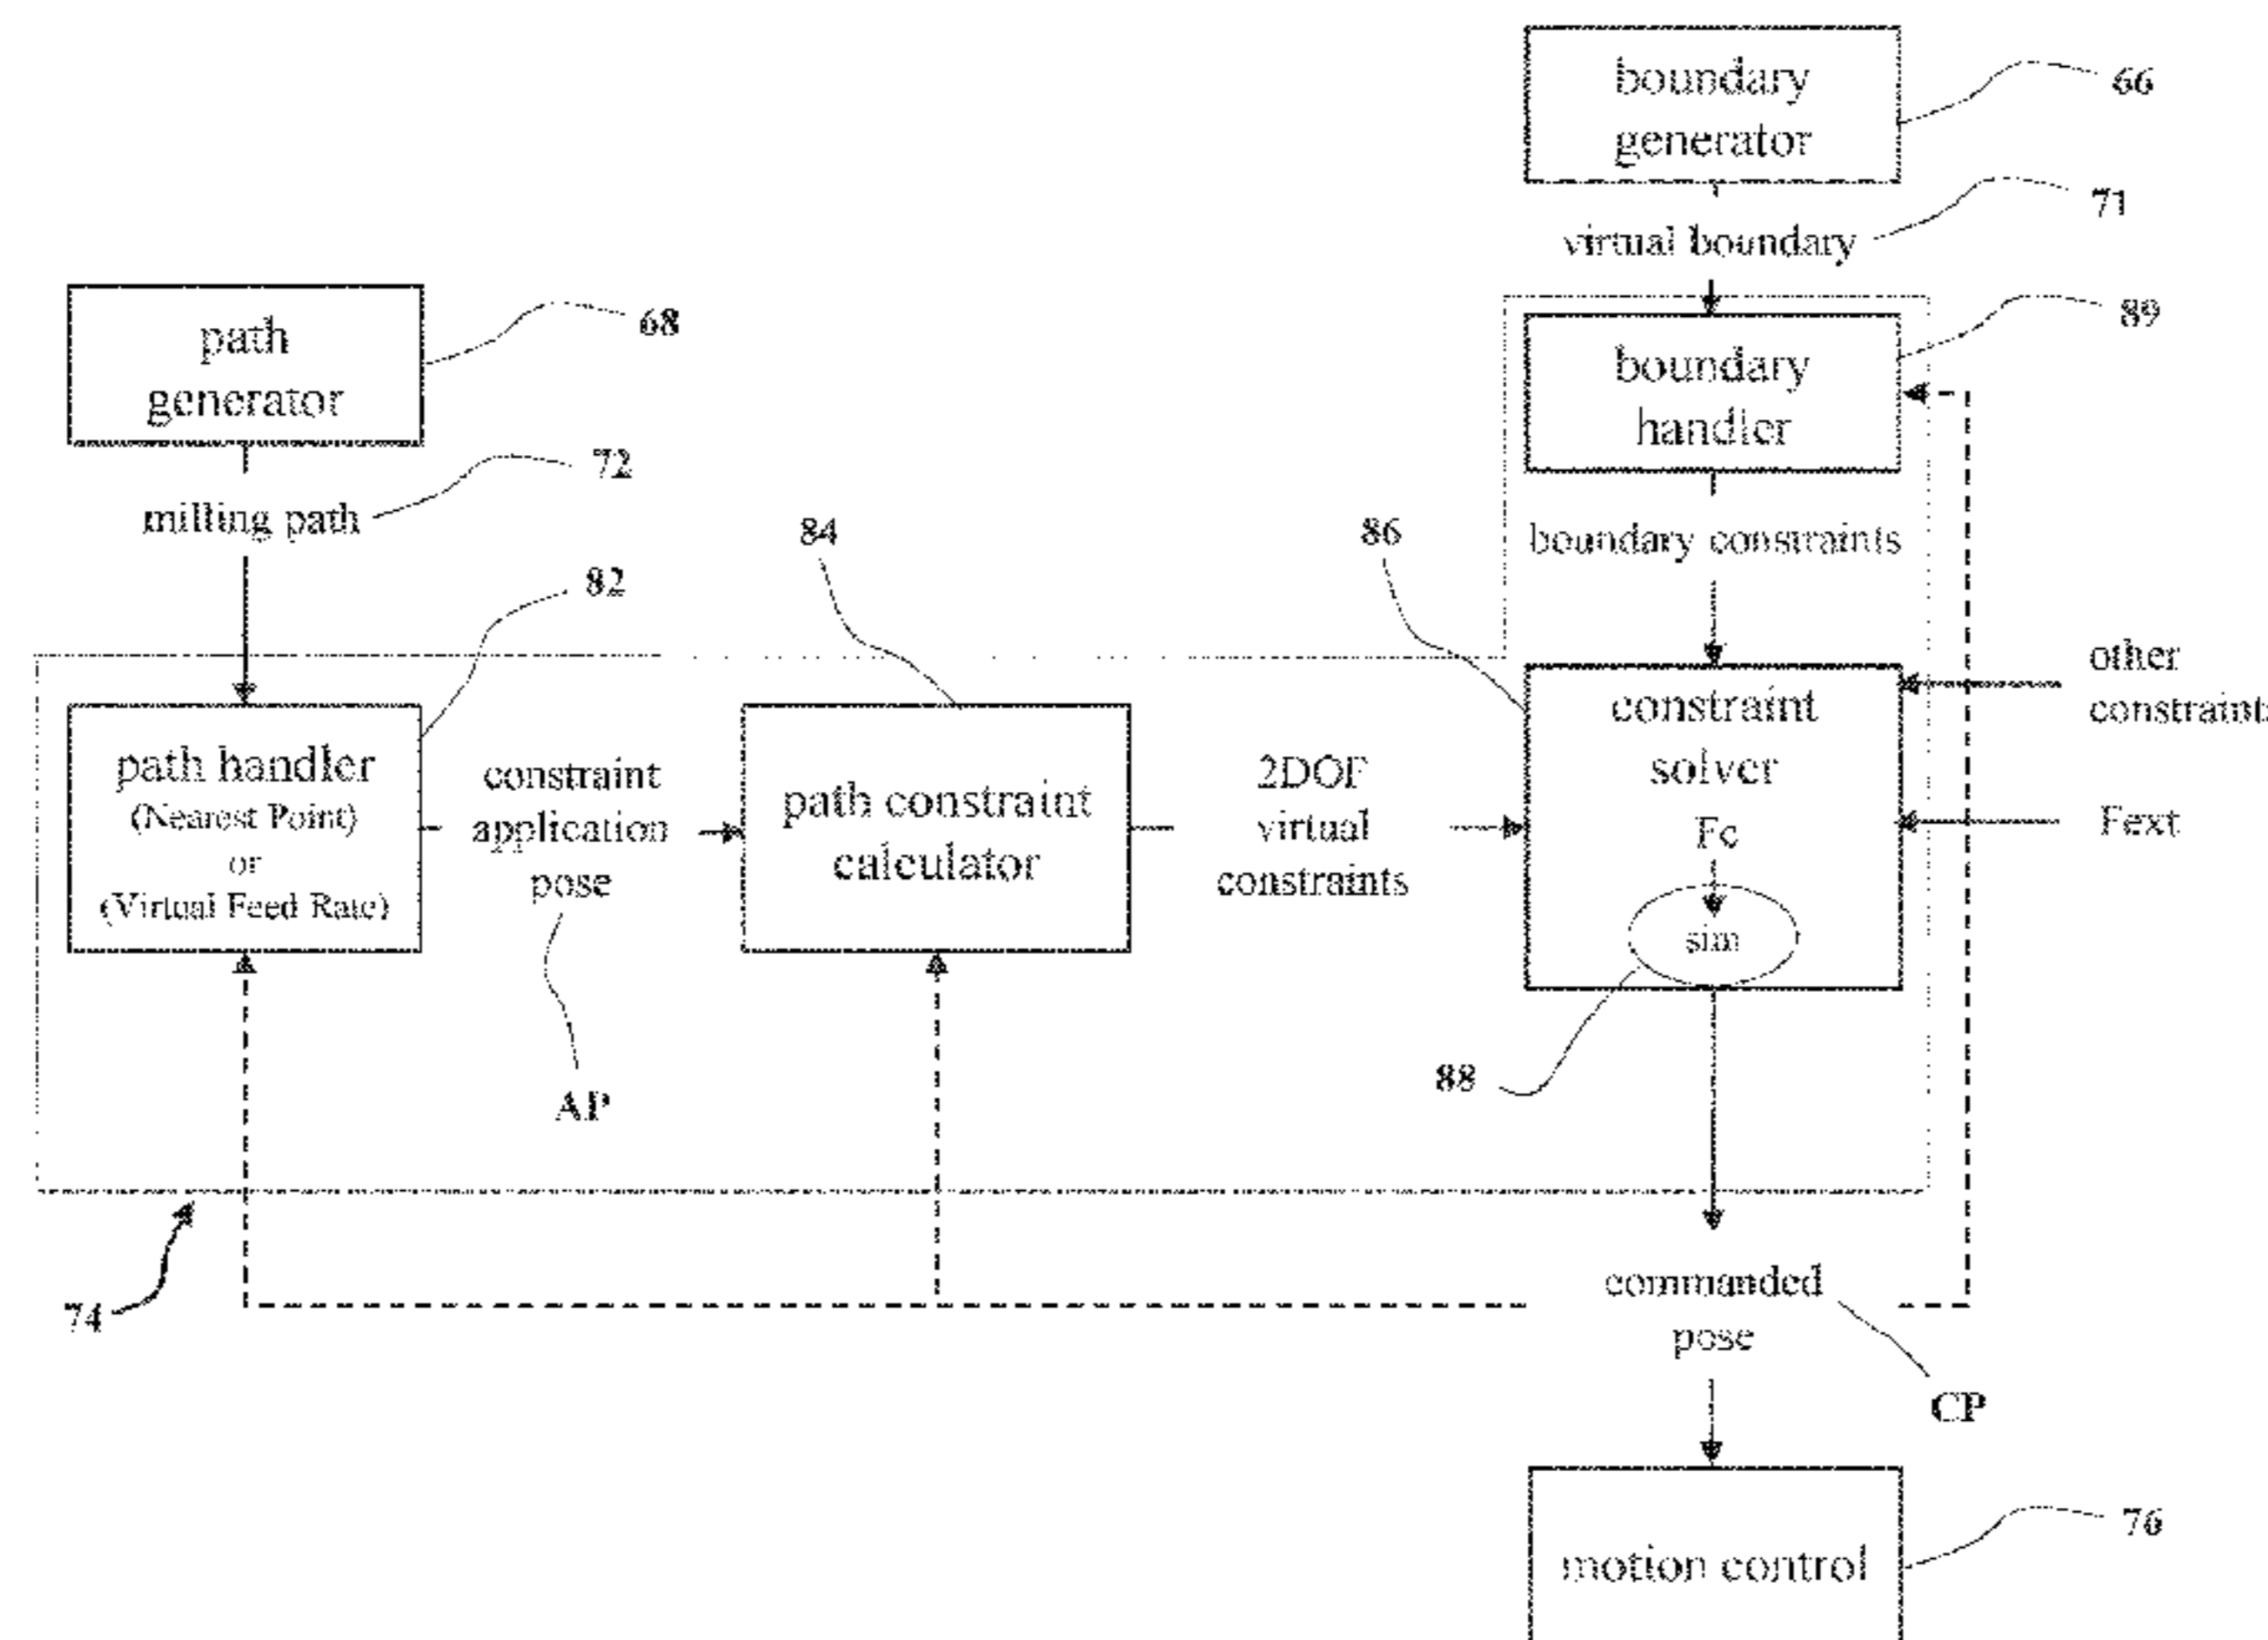 boundary
generator
66
virtual boundary
71
path
generator
68
boundary
handler
89
milling path
72
boundary constraints
82
84
86
path handler
(Nearest Point)
or
(Virtual Feed Rate)
constraint
application
pose
AP
path constraint
calculator
2DOF
virtual
constraints
constraint
solver
Fc
sim
88
other
constraint
Fext
74
commanded
pose
CP
motion control
76